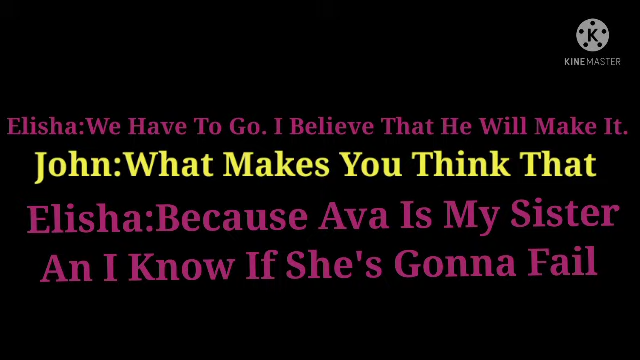 KINEMASTER
Elisha:We Have To Go. I Believe That He Will Make It.
John:What Makes You Think That
Elisha:Because Ava Is My Sister
An I Know If She's Gonna Fail